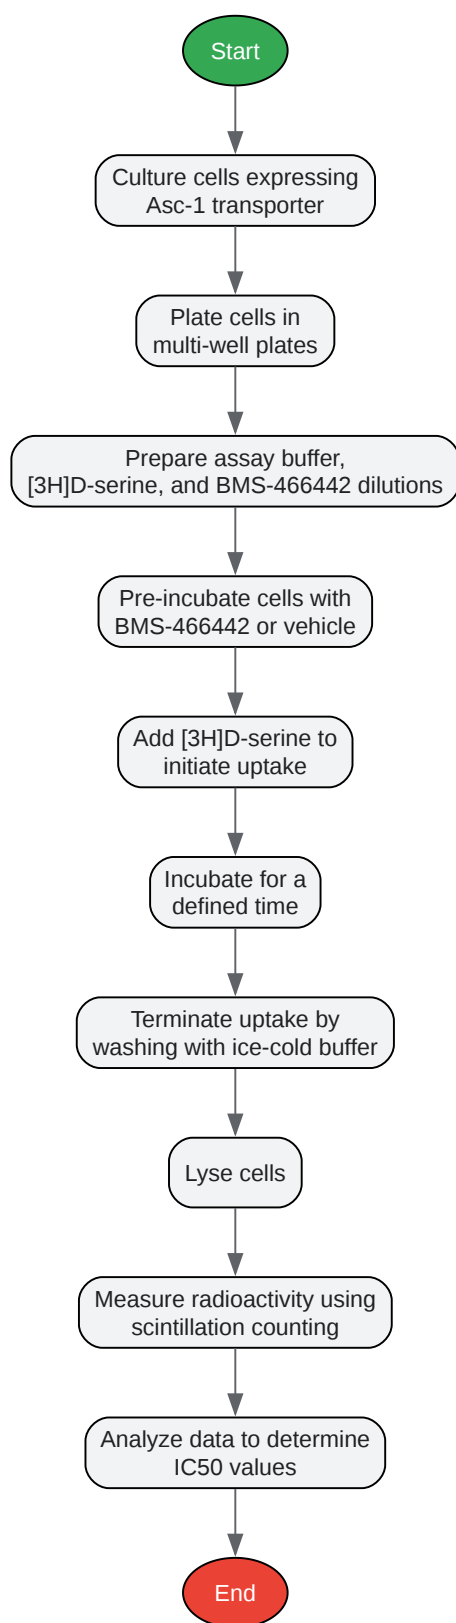 Start
Culture cells expressing
Asc-1 transporter
Plate cells in
multi-well plates
Prepare assay buffer,
[3H]D-serine, and BMS-466442 dilutions
Pre-incubate cells with
BMS-466442 or vehicle
Add [3H]D-serine to
initiate uptake
Incubate for a
defined time
Terminate uptake by
washing with ice-cold buffer
Lyse cells
Measure radioactivity using
scintillation counting
Analyze data to determine
IC50 values
End